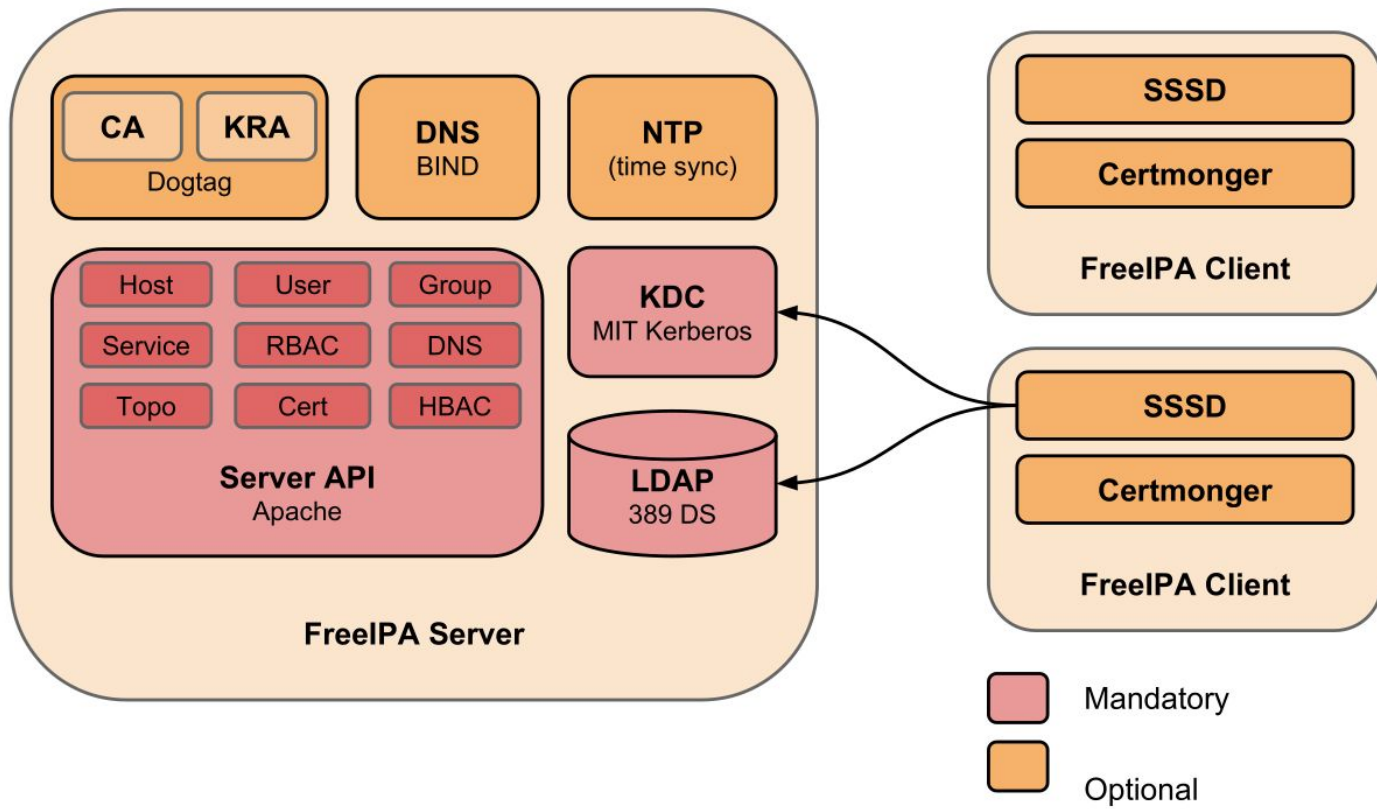 CA
KRA
Dogtag
DNS
BIND
NTP
(time sync)
Host
User
Group
Service
RBAC
DNS
Topo
Cert
HBAC
Server API
Apache
KDC
MIT Kerberos
LDAP
389 DS
FreeIPA Server
SSSD
Certmonger
FreeIPA Client
SSSD
Certmonger
FreeIPA Client
Mandatory
Optional